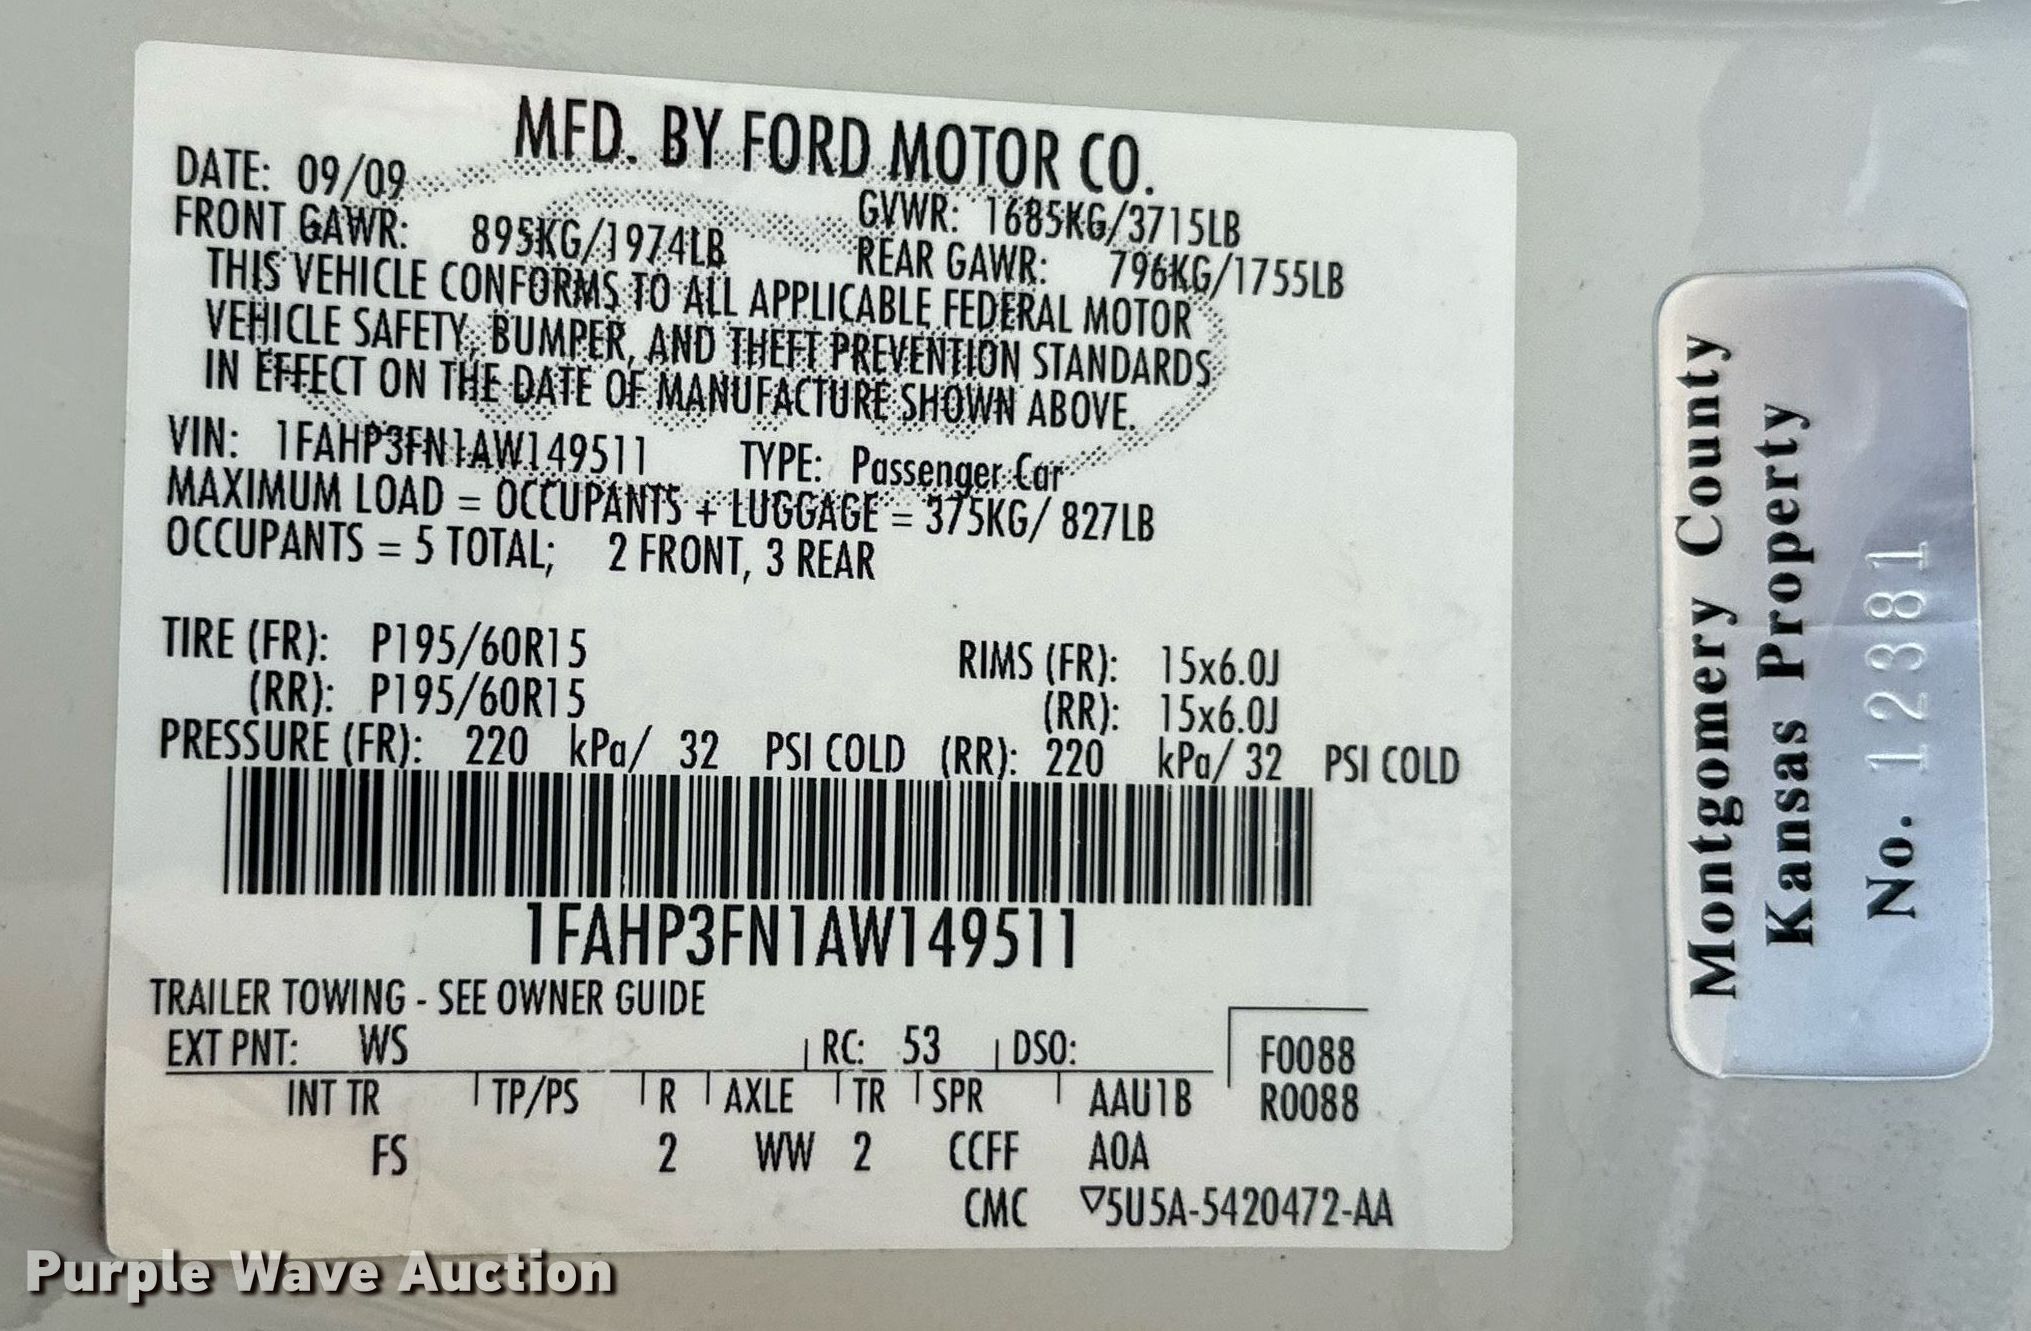 MFD. BY FORD MOTOR CO.
DATE: 09/09 GVWR: 1685KG/3715LB
FRONT GAWR: 895KG/1974LB REAR GAWR: 796KG/1755LB
THIS VEHICLE CONFORMS TO ALL APPLICABLE FEDERAL MOTOR
VEHICLE SAFETY, BUMPER, AND THEFT PREVENTION STANDARDS
IN EFFECT ON THE DATE OF MANUFACTURE SHOWN ABOVE.
VIN: 1FAHP3FN1AW149511 TYPE: Passenger Car
MAXIMUM LOAD = OCCUPANTS + LUGGAGE = 375KG/ 827LB
OCCUPANTS = 5 TOTAL; 2 FRONT, 3 REAR
TIRE (FR): P195/60R15 RIMS (FR): 15x6.0J
(RR): P195/60R15 (RR): 15x6.0J
PRESSURE (FR): 220 kPa/ 32 PSI COLD (RR): 220 kPa/ 32 PSI COLD
1FAHP3FN1AW149511
TRAILER TOWING - SEE OWNER GUIDE
EXT PNT: WS RC: 53 DSO: F0088
INT TR TP/PS R AXLE TR SPR AAU1B R0088
FS 2 WW 2 CCFF AOA
CMC ▽5U5A-5420472-AA
Montgomery County
Kansas Property
No. 12381
Purple Wave Auction